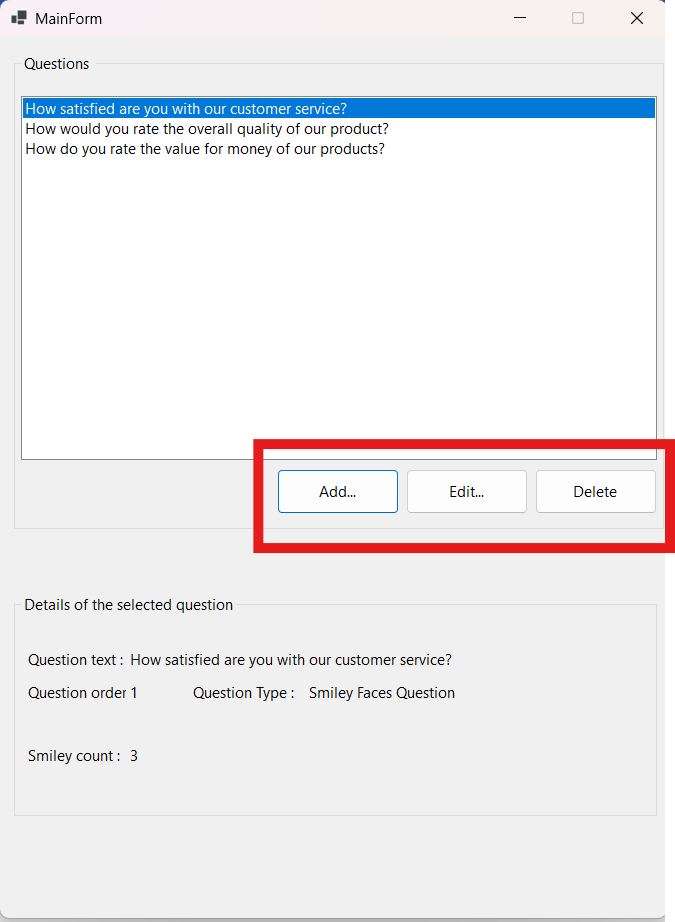 MainForm
Questions
How satisfied are you with our customer service?
How would you rate the overall quality of our product?
How do you rate the value for money of our products?
Add... Edit... Delete
Details of the selected question
Question text : How satisfied are you with our customer service?
Question order 1 Question Type : Smiley Faces Question
Smiley count : 3